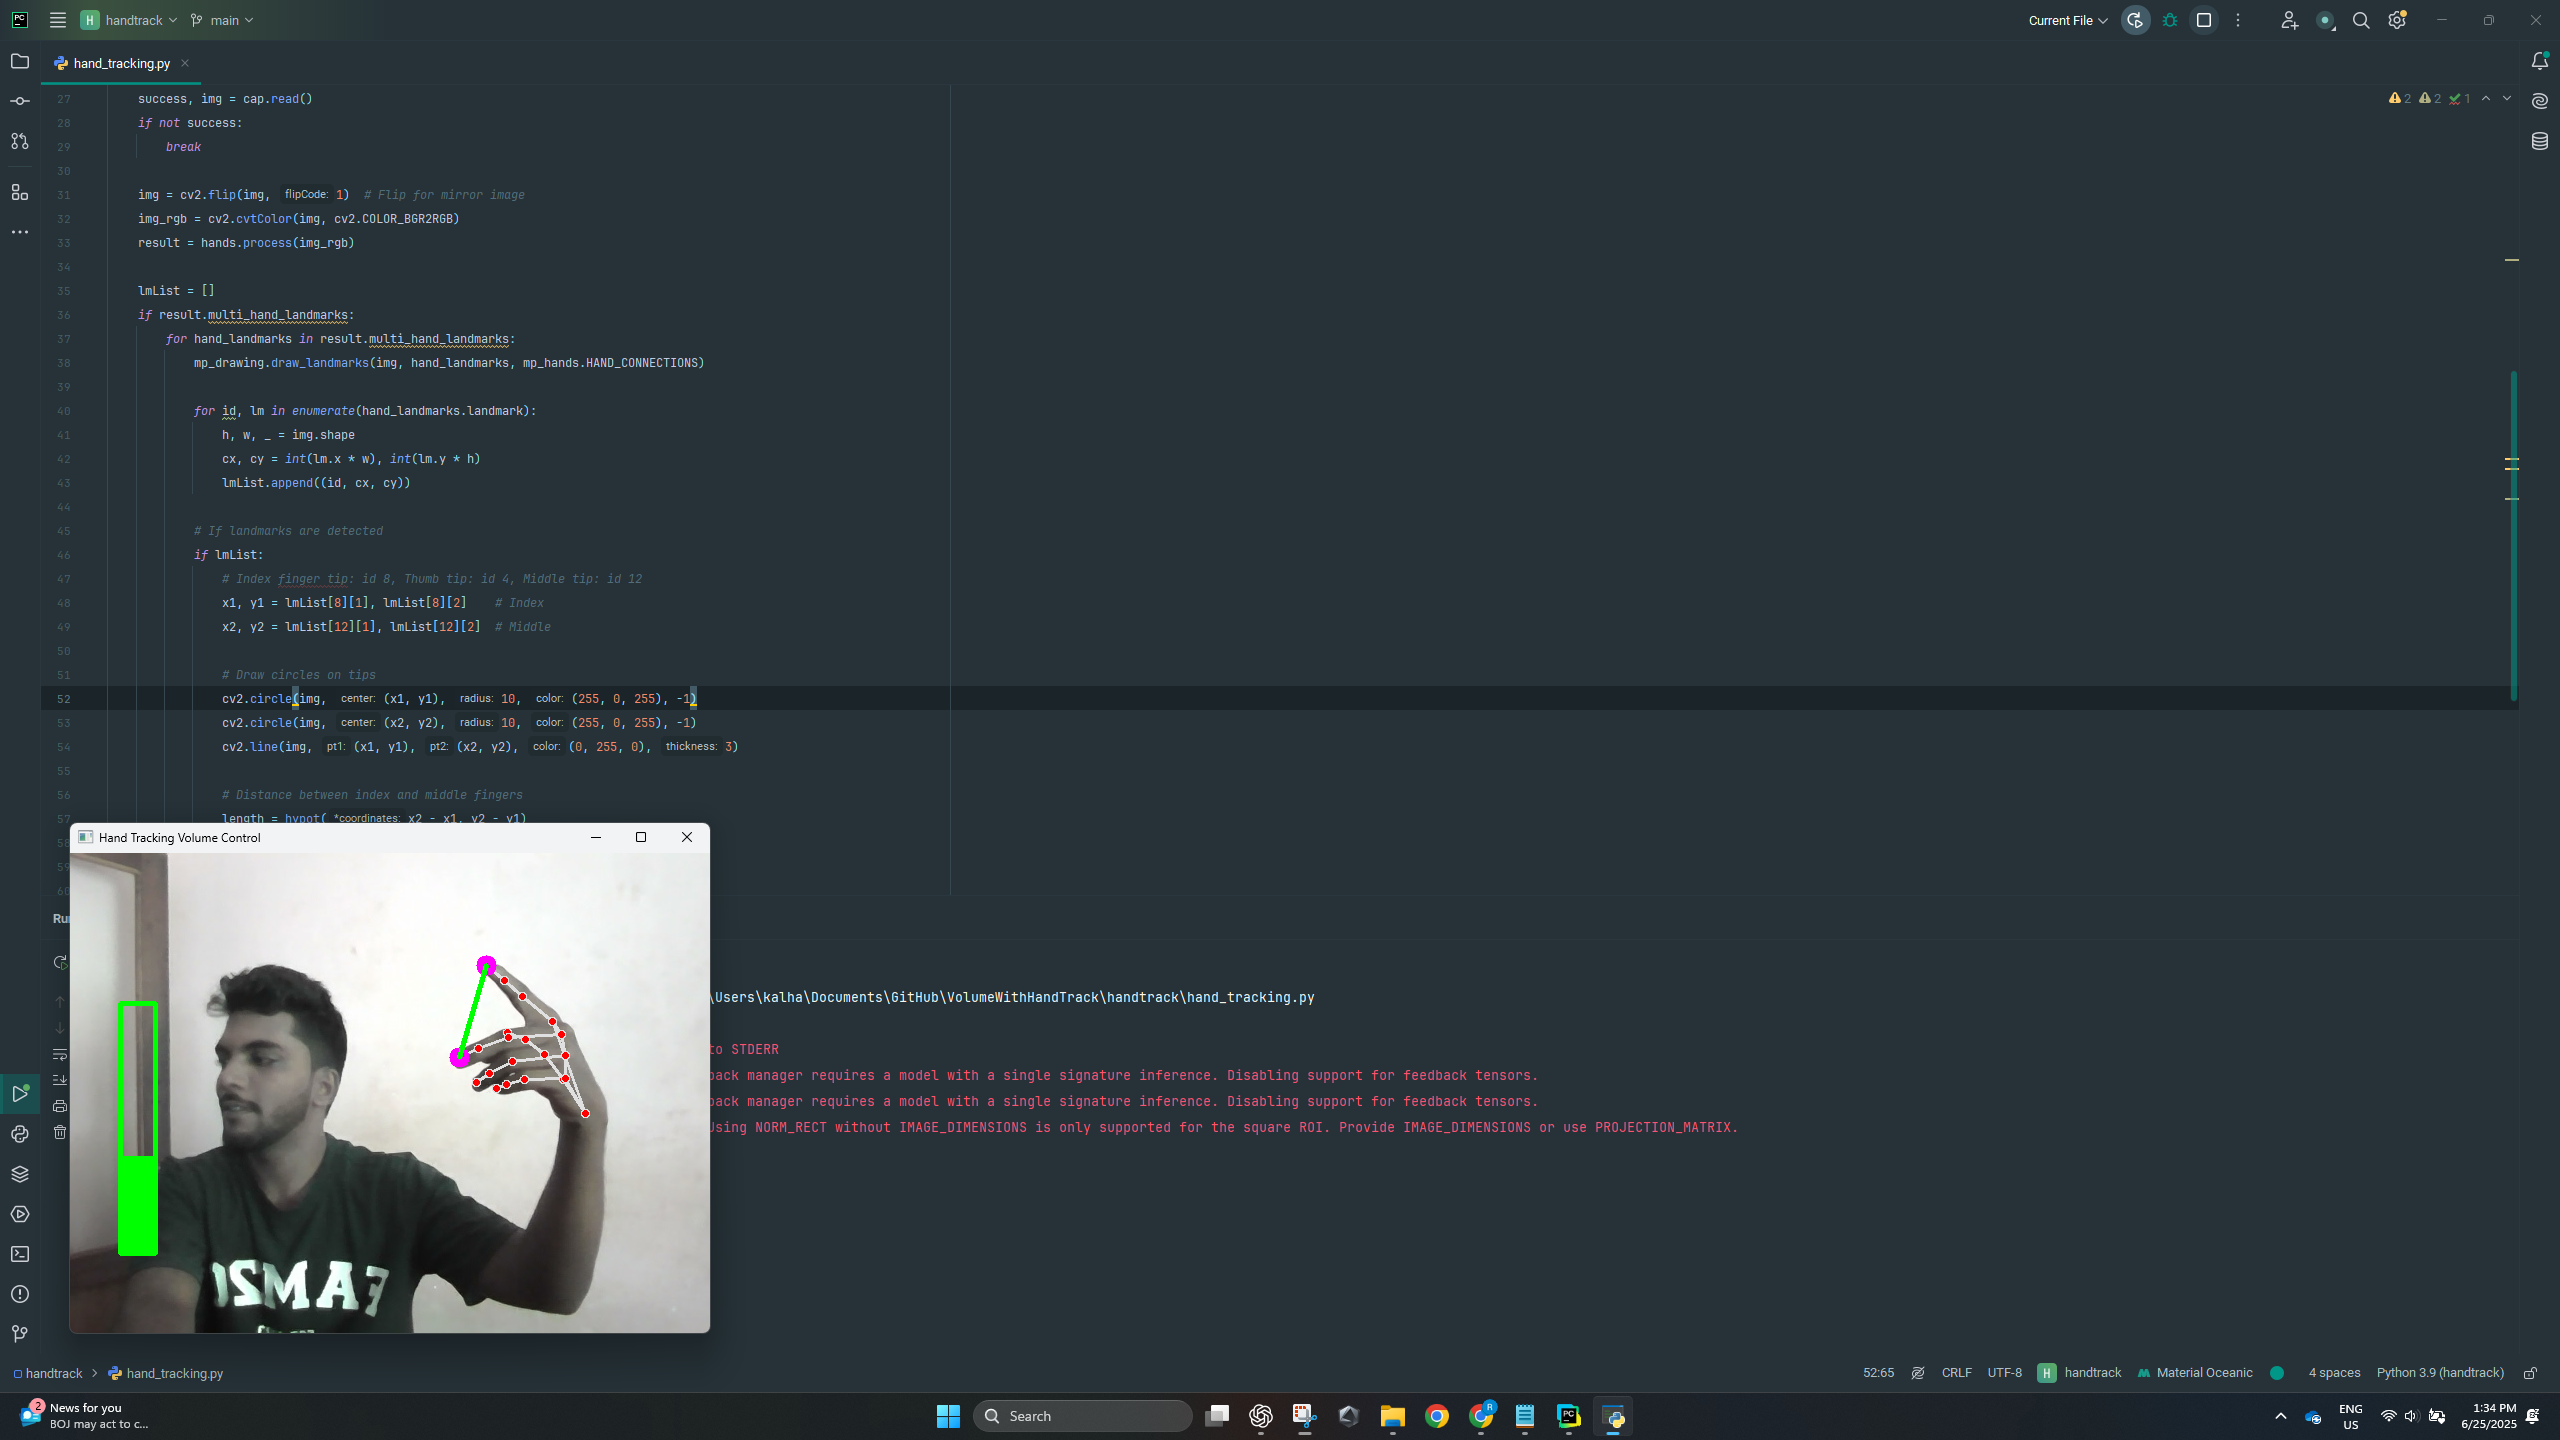 PC
H handtrack
main
Current File
hand_tracking.py
2 2 1
27 success, img = cap.read()
28 if not success:
29 break
30
31 img = cv2.flip(img, flipCode: 1) # Flip for mirror image
32 img_rgb = cv2.cvtColor(img, cv2.COLOR_BGR2RGB)
33 result = hands.process(img_rgb)
34
35 lmList = []
36 if result.multi_hand_landmarks:
37 for hand_landmarks in result.multi_hand_landmarks:
38 mp_drawing.draw_landmarks(img, hand_landmarks, mp_hands.HAND_CONNECTIONS)
39
40 for id, lm in enumerate(hand_landmarks.landmark):
41 h, w, _ = img.shape
42 cx, cy = int(lm.x * w), int(lm.y * h)
43 lmList.append((id, cx, cy))
44
45 # If landmarks are detected
46 if lmList:
47 # Index finger tip: id 8, Thumb tip: id 4, Middle tip: id 12
48 x1, y1 = lmList[8][1], lmList[8][2] # Index
49 x2, y2 = lmList[12][1], lmList[12][2] # Middle
50
51 # Draw circles on tips
52 cv2.circle(img, center: (x1, y1), radius: 10, color: (255, 0, 255), -1)
53 cv2.circle(img, center: (x2, y2), radius: 10, color: (255, 0, 255), -1)
54 cv2.line(img, pt1: (x1, y1), pt2: (x2, y2), color: (0, 255, 0), thickness: 3)
55
56 # Distance between index and middle fingers
57 length = hypot( *coordinates: x2 - x1, y2 - y1)
58
59
60
Hand Tracking Volume Control
\Users\kalha\Documents\GitHub\VolumeWithHandTrack\handtrack\hand_tracking.py
to STDERR
back manager requires a model with a single signature inference. Disabling support for feedback tensors.
back manager requires a model with a single signature inference. Disabling support for feedback tensors.
Using NORM_RECT without IMAGE_DIMENSIONS is only supported for the square ROI. Provide IMAGE_DIMENSIONS or use PROJECTION_MATRIX.
handtrack > hand_tracking.py
52:65 CRLF UTF-8 H handtrack Material Oceanic 4 spaces Python 3.9 (handtrack)
2 News for you
BOJ may act to c...
Search
R
PC
ENG
US
1:34 PM
6/25/2025